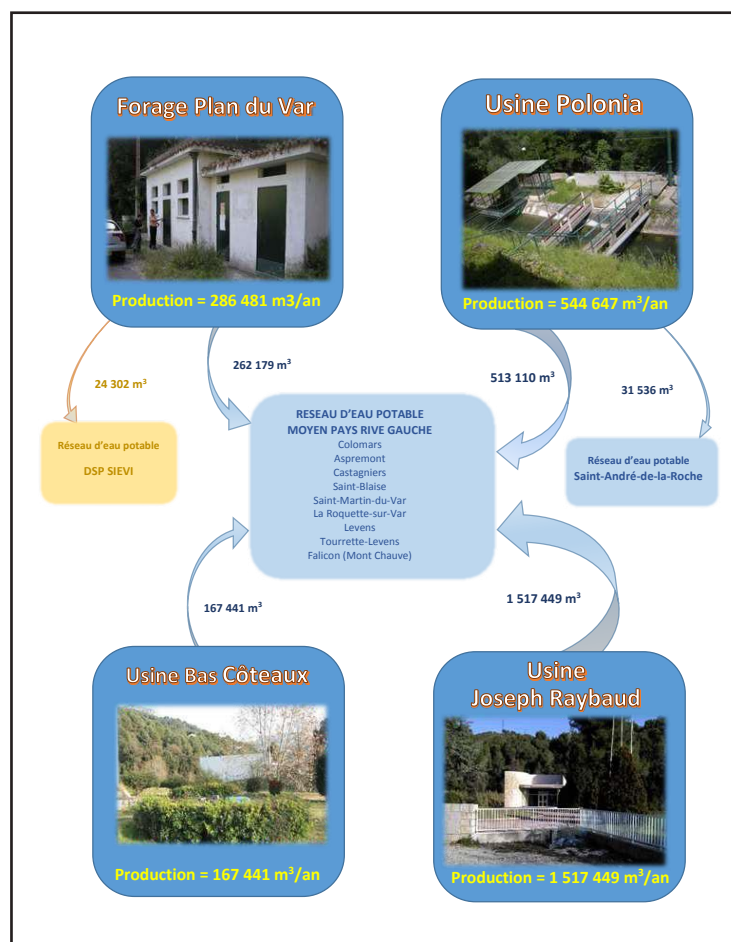 Forage Plan du Var
Production = 286 481 m3/an
Usine Polonia
Production = 544 647 m³/an
24 302 m³
262 179 m³
513 110 m³
31 536 m³
Réseau d'eau potable
DSP SIEVI
RESEAU D'EAU POTABLE
MOYEN PAYS RIVE GAUCHE
Colomars
Aspremont
Castagniers
Saint-Blaise
Saint-Martin-du-Var
La Roquette-sur-Var
Levens
Tourrette-Levens
Falicon (Mont Chauve)
Réseau d'eau potable
Saint-André-de-la-Roche
167 441 m³
1 517 449 m³
Usine Bas Côteaux
Production = 167 441 m³/an
Usine
Joseph Raybaud
Production = 1 517 449 m³/an